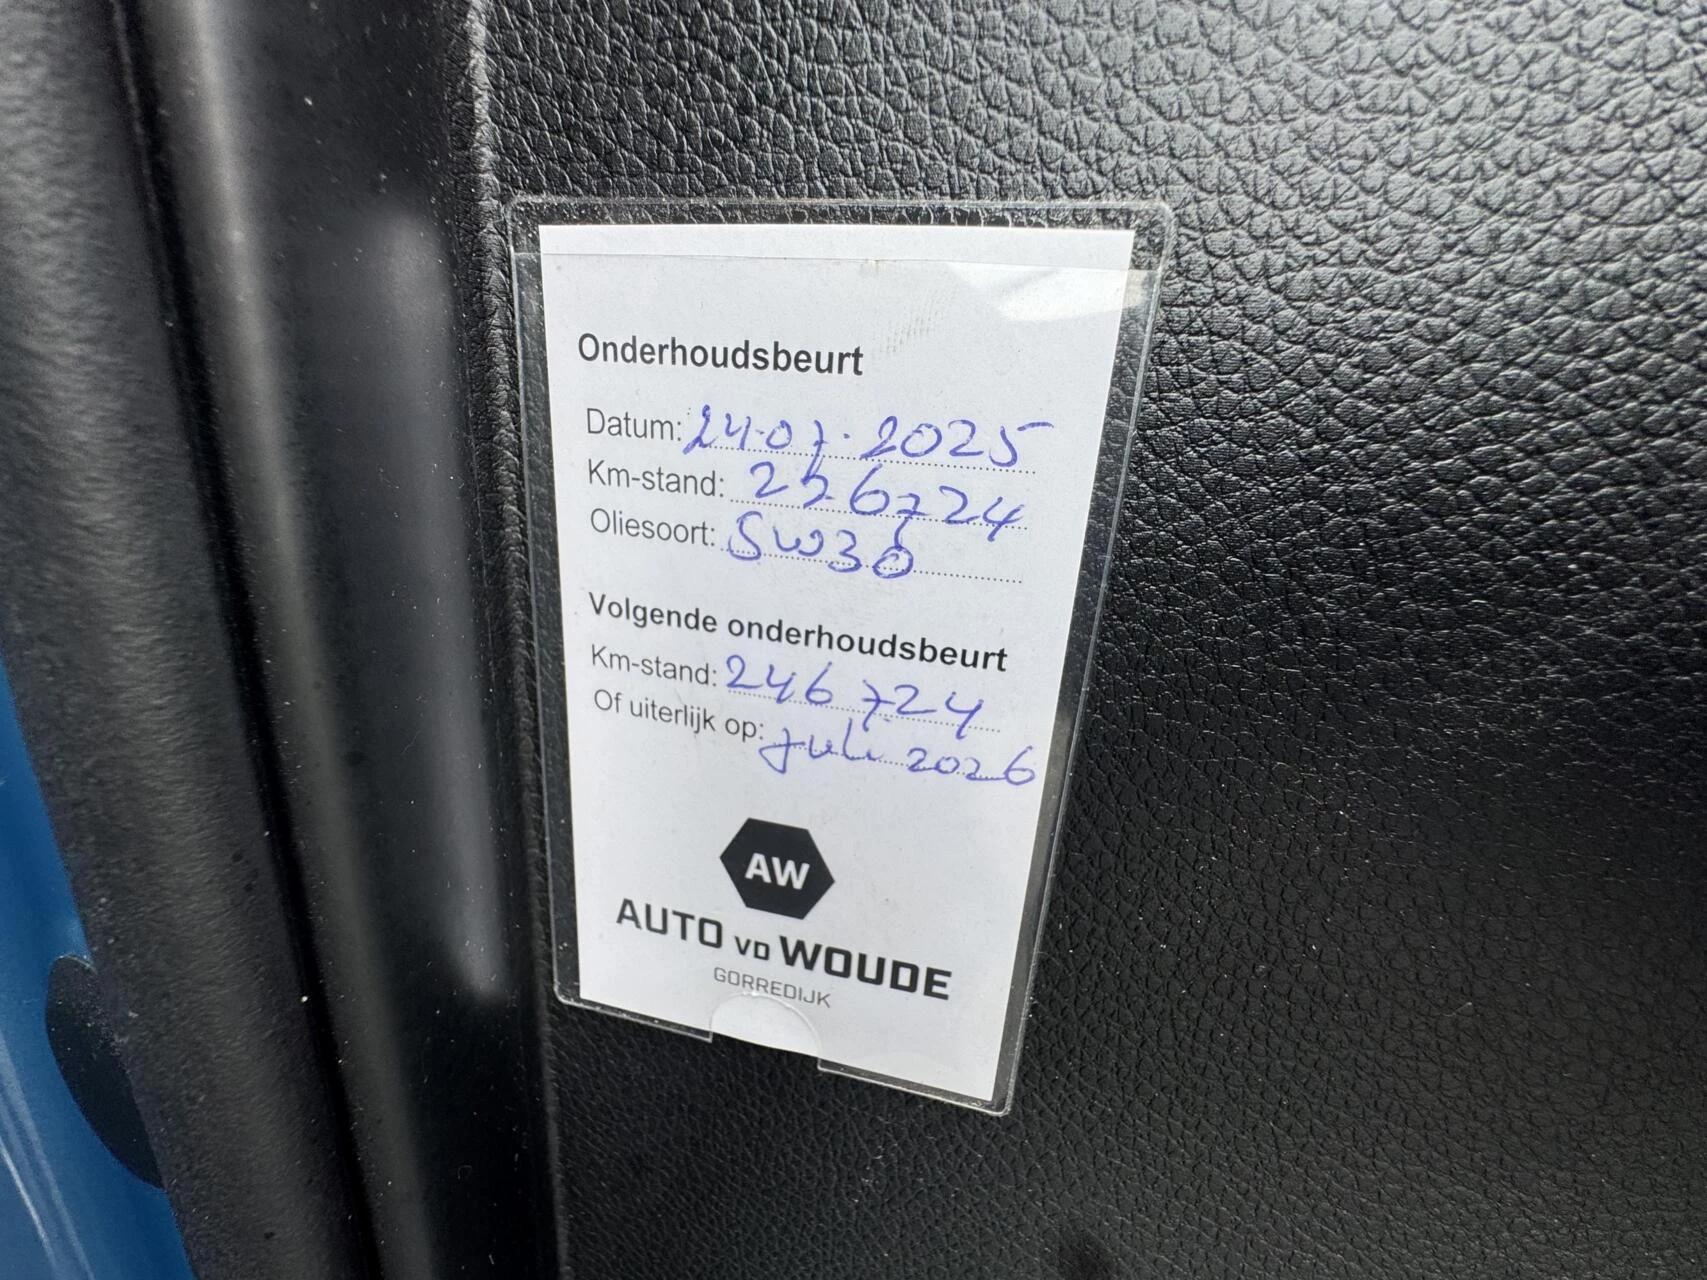 Onderhoudsbeurt
Datum: 24-07-2025
Km-stand: 226724
Oliesoort: 5W30
Volgende onderhoudsbeurt
Km-stand: 246724
Of uiterlijk op: Juli 2026
AW
AUTO VD WOUDE
GORREDIJK